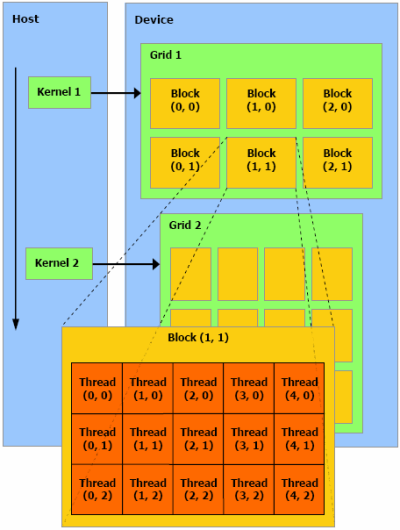 Host
Device
Grid 1
Kernel 1
Block Block Block
(0, 0) (1, 0) (2, 0)
Block Block Block
(0, 1) (1, 1) (2, 1)
Grid 2
Kernel 2
Block (1, 1)
Thread Thread Thread Thread Thread
(0, 0) (1, 0) (2, 0) (3, 0) (4, 0)
Thread Thread Thread Thread Thread
(0, 1) (1, 1) (2, 1) (3, 1) (4, 1)
Thread Thread Thread Thread Thread
(0, 2) (1, 2) (2, 2) (3, 2) (4, 2)